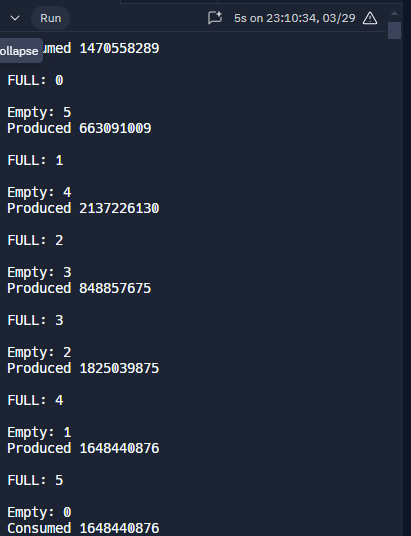 Run
5s on 23:10:34, 03/29
ollapse
umed 1470558289
FULL: 0
Empty: 5
Produced 663091009
FULL: 1
Empty: 4
Produced 2137226130
FULL: 2
Empty: 3
Produced 848857675
FULL: 3
Empty: 2
Produced 1825039875
FULL: 4
Empty: 1
Produced 1648440876
FULL: 5
Empty: 0
Consumed 1648440876